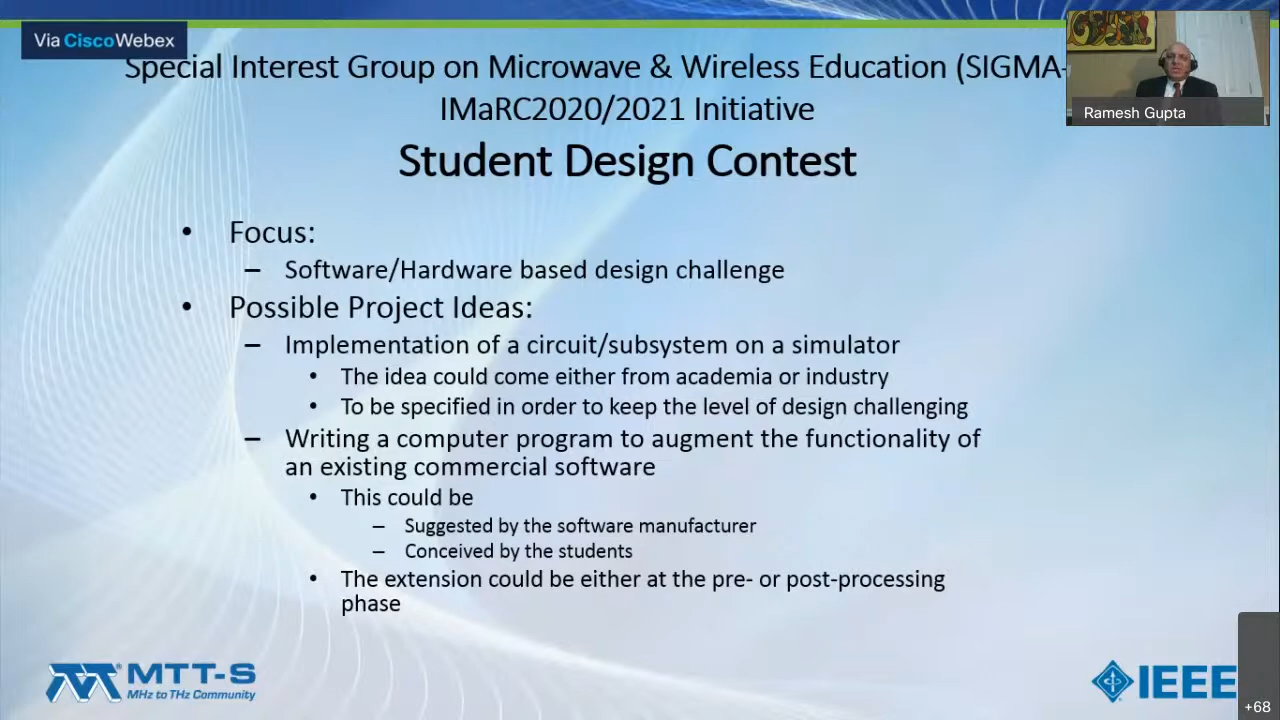 Via Cisco Webex
Special Interest Group on Microwave & Wireless Education (SIGMA-
IMaRC2020/2021 Initiative
Student Design Contest
Ramesh Gupta
• Focus:
– Software/Hardware based design challenge
• Possible Project Ideas:
– Implementation of a circuit/subsystem on a simulator
• The idea could come either from academia or industry
• To be specified in order to keep the level of design challenging
– Writing a computer program to augment the functionality of
an existing commercial software
• This could be
– Suggested by the software manufacturer
– Conceived by the students
• The extension could be either at the pre- or post-processing
phase
MTT-S
MHz to THz Community
IEEE
+68